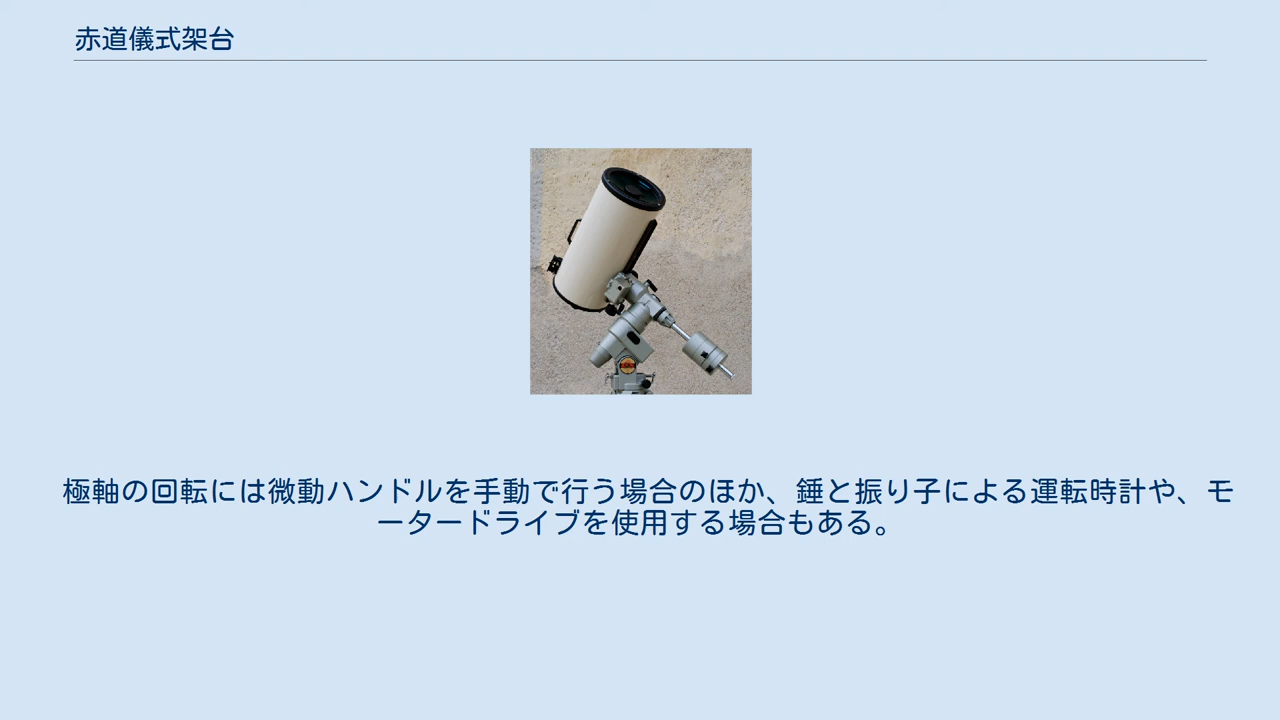 赤道儀式架台
極軸の回転には微動ハンドルを手動で行う場合のほか、錘と振り子による運転時計や、モ
ータードライブを使用する場合もある。